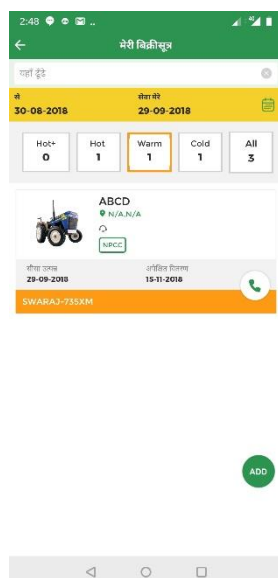 2:48
मेरी बिक्रीसूत्र
यहाँ ढूँढे
से
सेवा मेरे
30-08-2018
29-09-2018
Hot+
Hot
Warm
Cold
All
0
1
1
1
3
ABCD
N/A,N/A
NPCC
सीसा उत्पन्न
अपेक्षित वितरण
29-09-2018
15-11-2018
SWARAJ-735XM
ADD